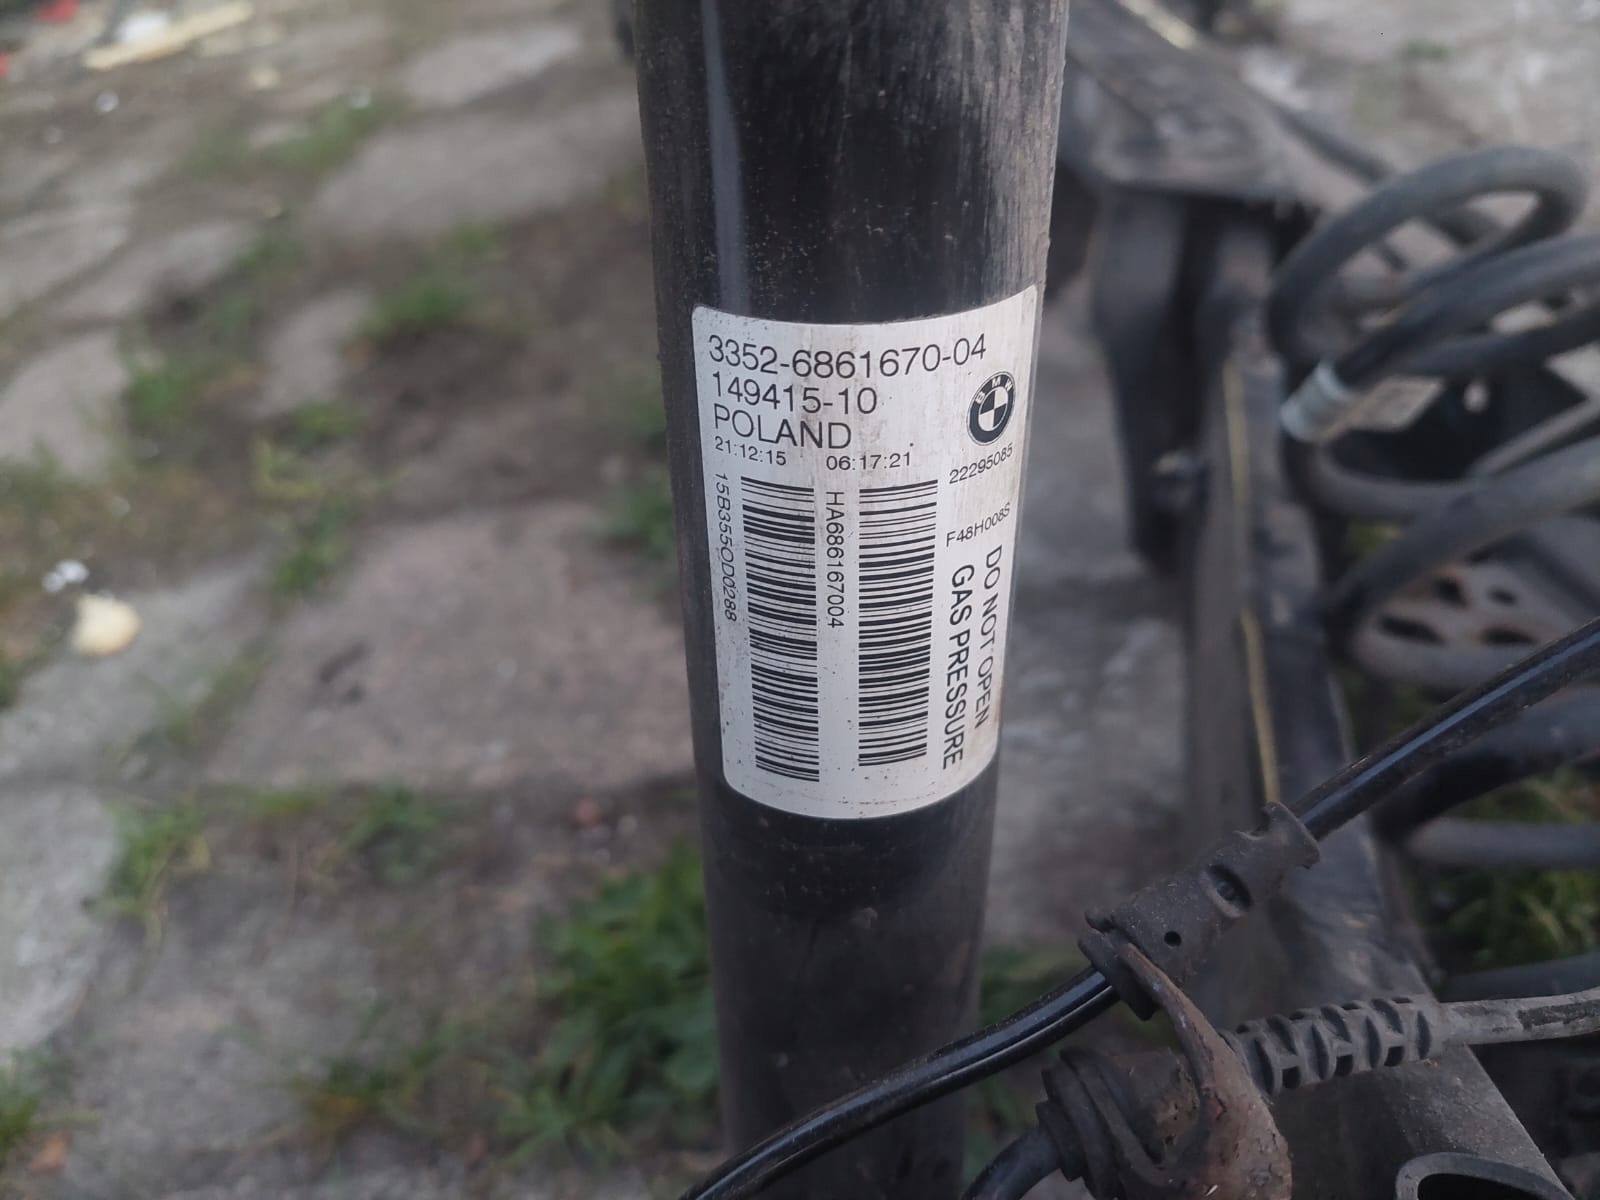 3352-6861670-04
149415-10
POLAND
21:12:15 06:17:21
BMW
22295085
F48H008S
15B355OD0288
HA686167004
DO NOT OPEN
GAS PRESSURE